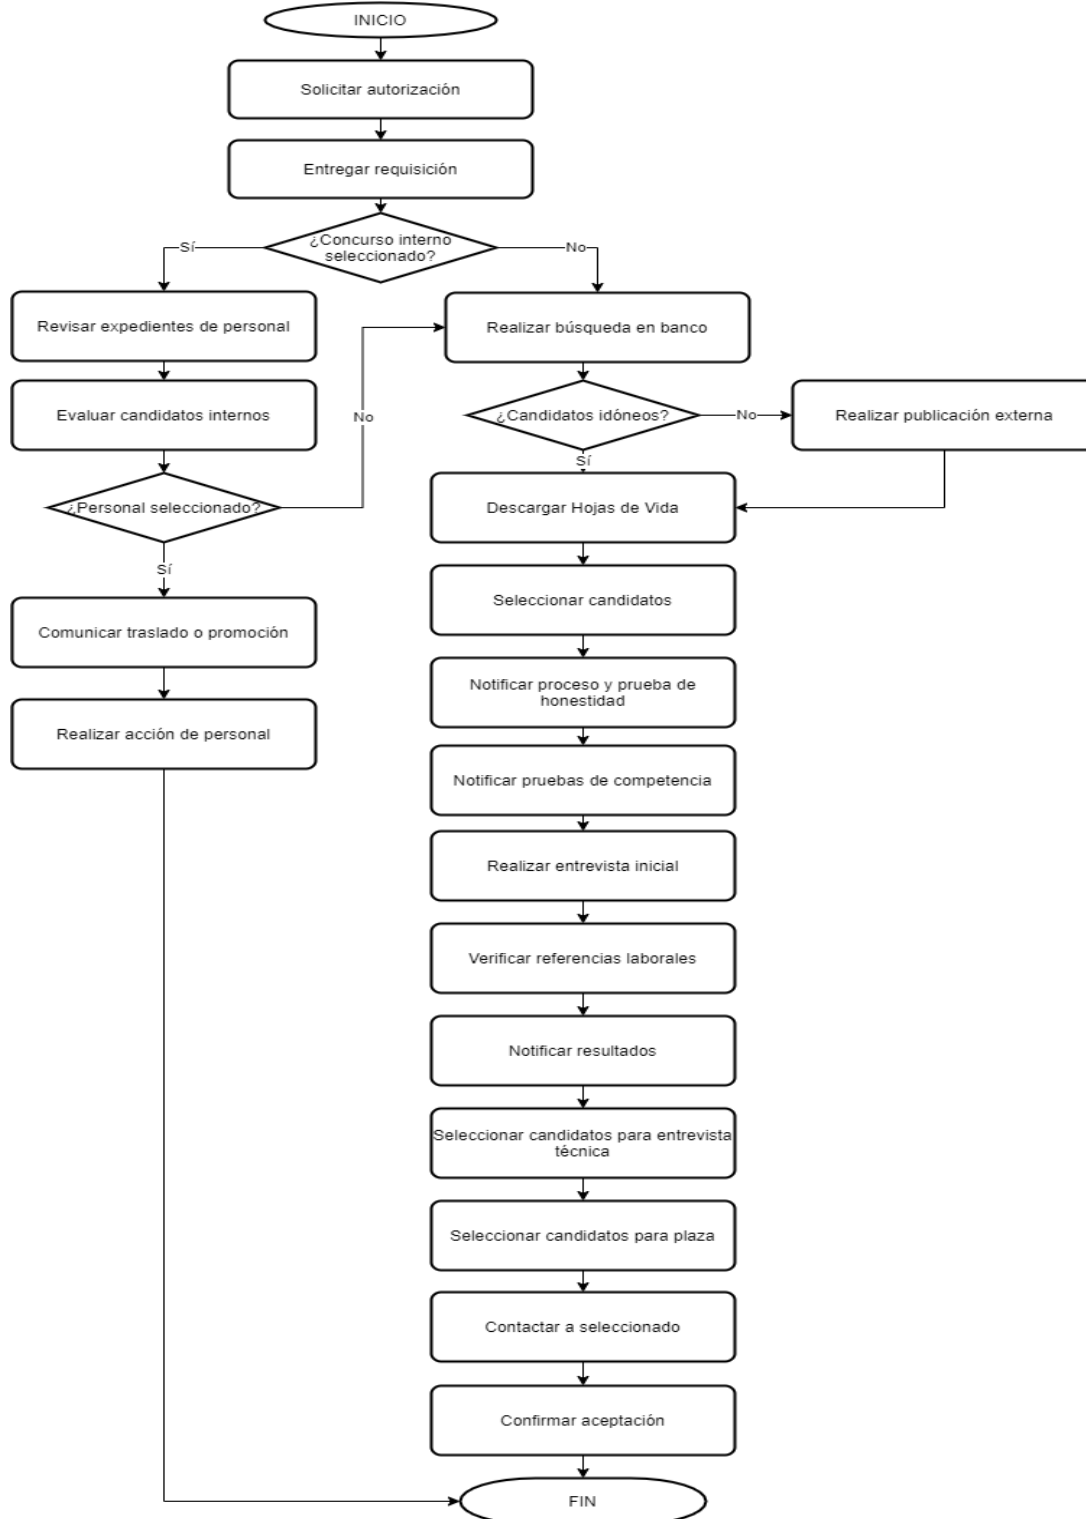 INICIO
Solicitar autorización
Entregar requisición
¿Concurso interno
seleccionado?
Sí
No
Revisar expedientes de personal
Realizar búsqueda en banco
Evaluar candidatos internos
No
¿Candidatos idóneos?
No
Realizar publicación externa
Sí
¿Personal seleccionado?
Descargar Hojas de Vida
Sí
Comunicar traslado o promoción
Seleccionar candidatos
Realizar acción de personal
Notificar proceso y prueba de
honestidad
Notificar pruebas de competencia
Realizar entrevista inicial
Verificar referencias laborales
Notificar resultados
Seleccionar candidatos para entrevista
técnica
Seleccionar candidatos para plaza
Contactar a seleccionado
Confirmar aceptación
FIN